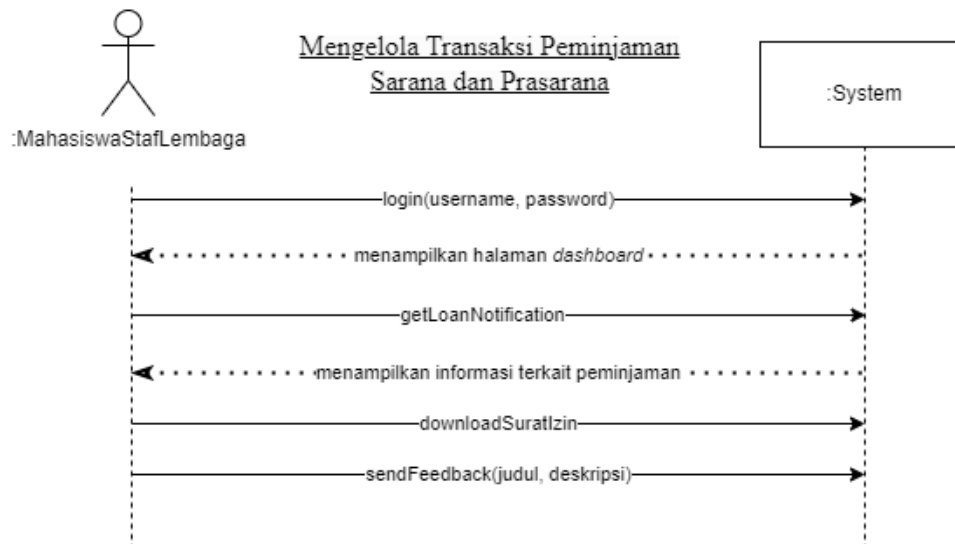 Mengelola Transaksi Peminjaman
Sarana dan Prasarana
:System
:MahasiswaStafLembaga
login(username, password)
menampilkan halaman dashboard
getLoanNotification
menampilkan informasi terkait peminjaman
downloadSuratIzin
sendFeedback(judul, deskripsi)